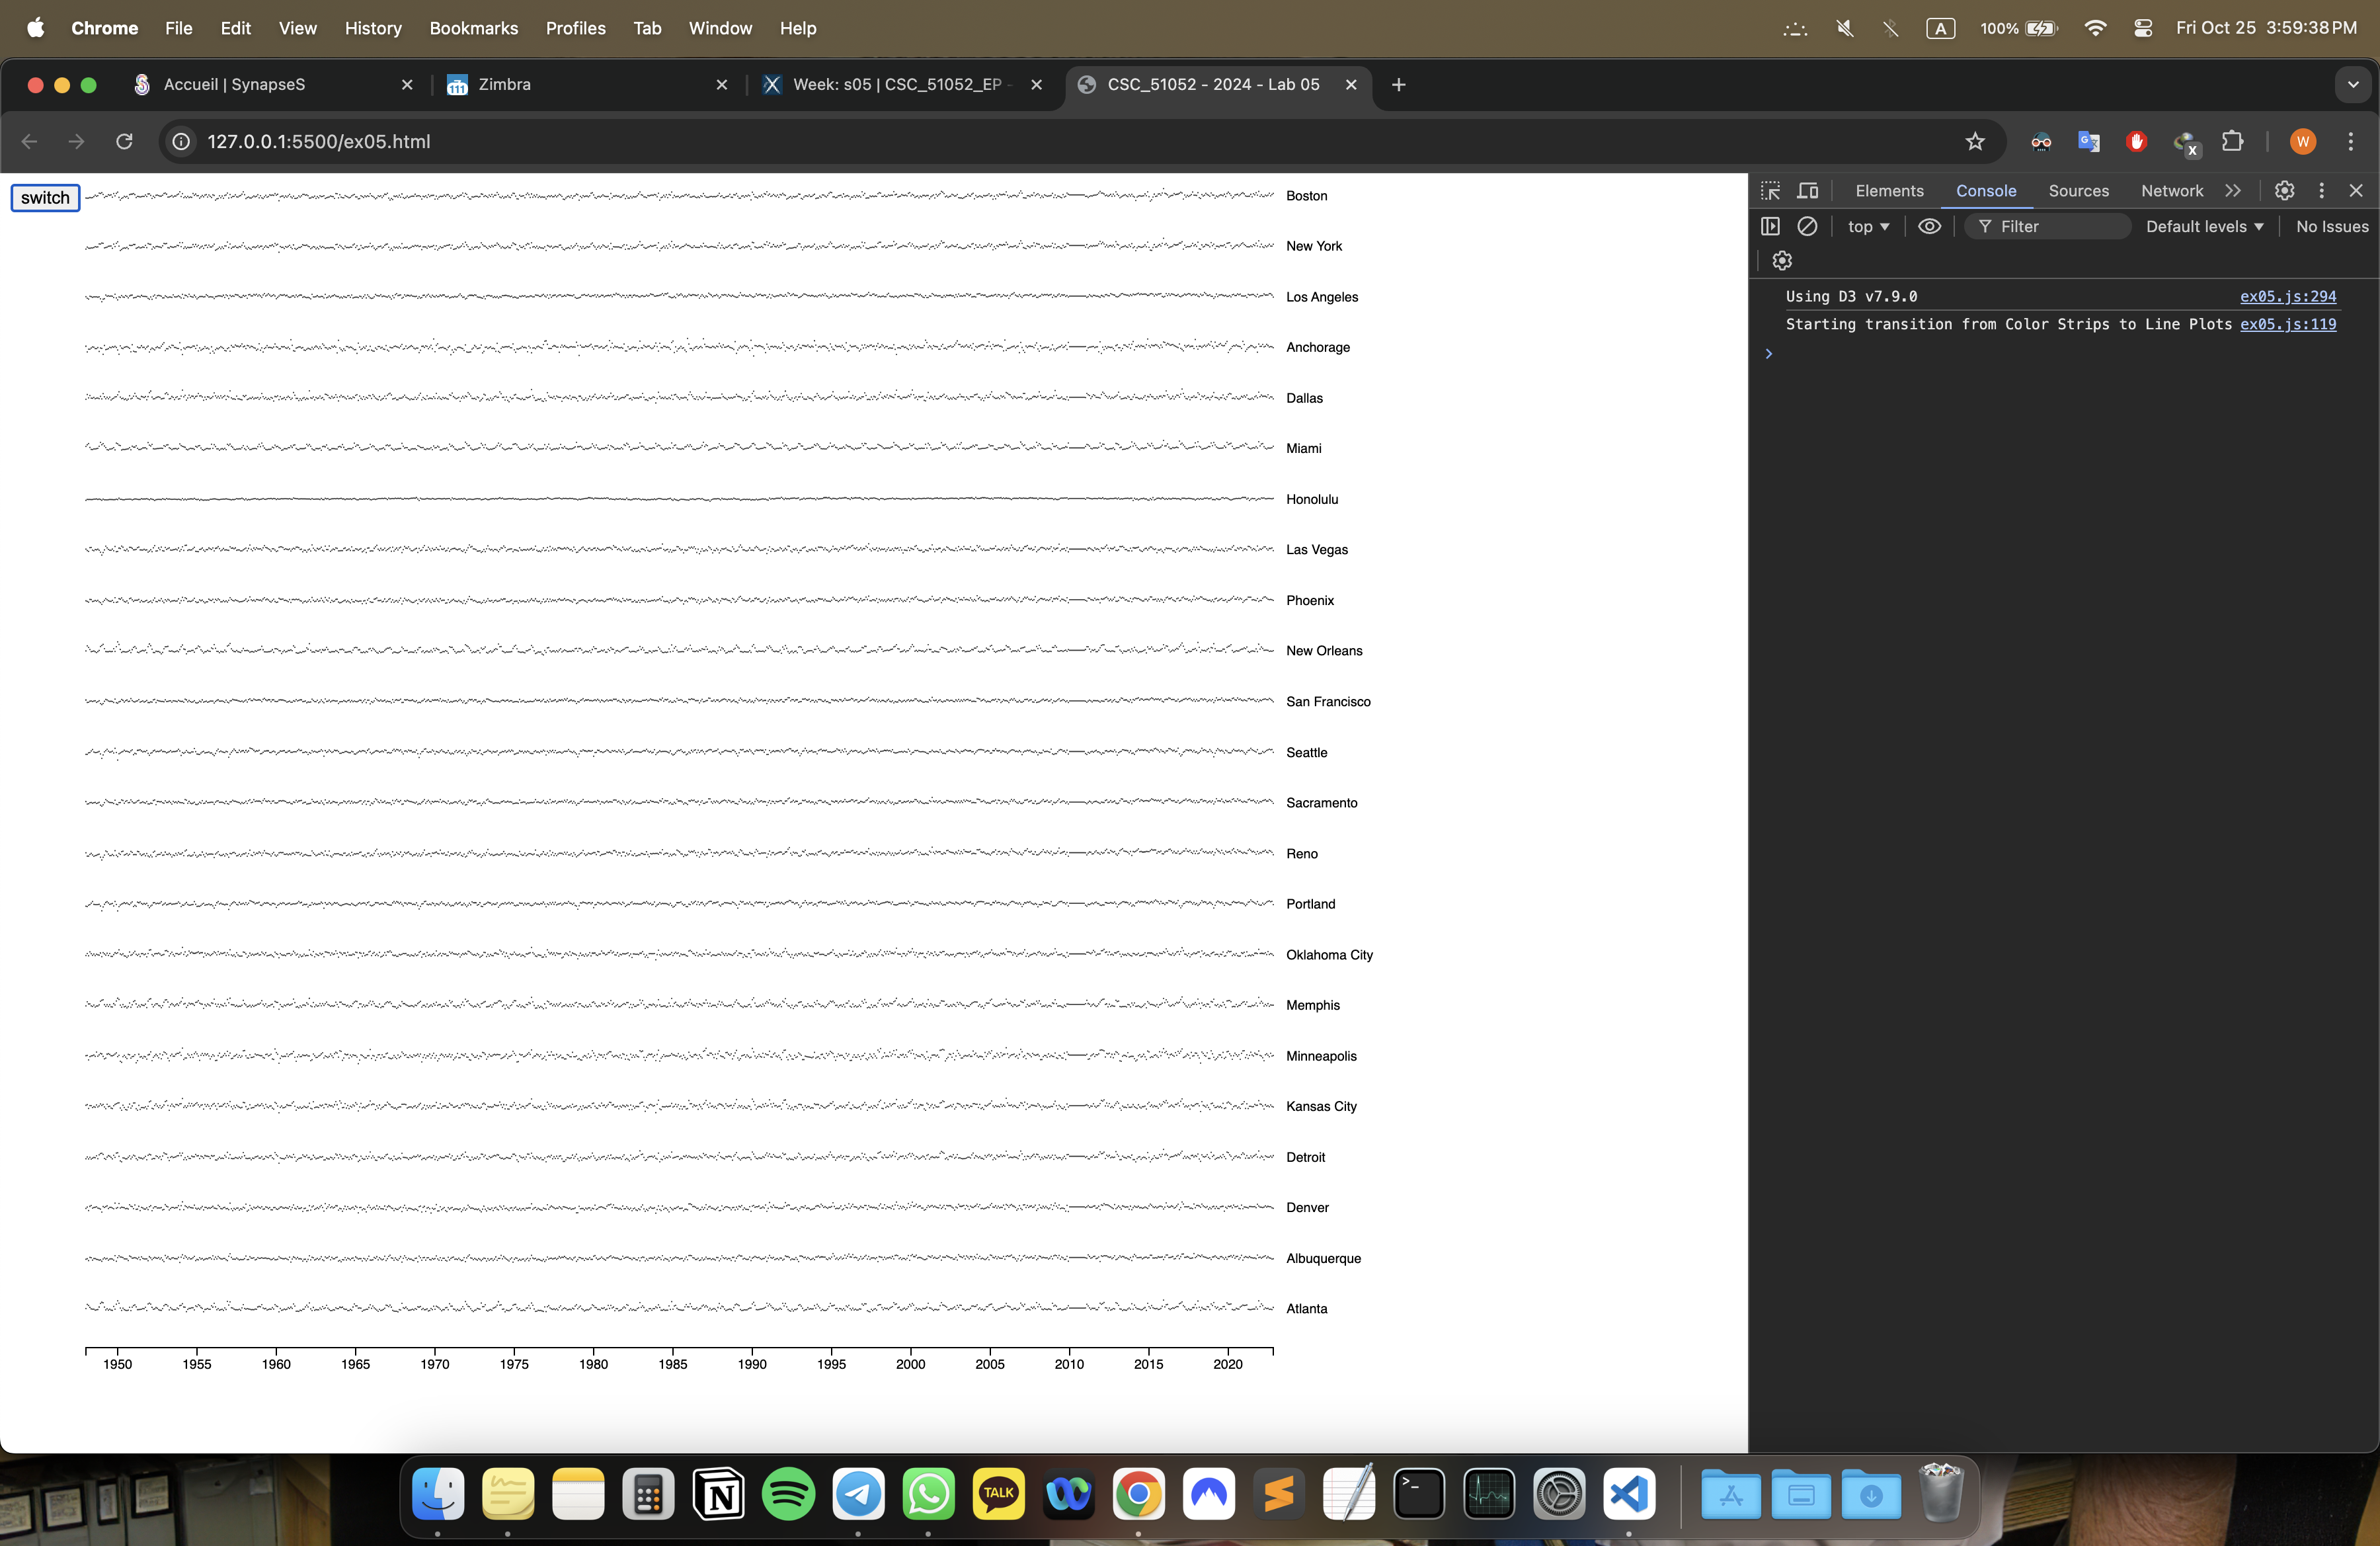 Chrome File Edit View History Bookmarks Profiles Tab Window Help A 100% Fri Oct 25 3:59:38 PM
Accueil | SynapseS 111 Zimbra Week: s05 | CSC_51052_EP - CSC_51052 - 2024 - Lab 05
127.0.0.1:5500/ex05.html W
Elements Console Sources Network
top Filter Default levels No Issues
Using D3 v7.9.0 ex05.js:294
Starting transition from Color Strips to Line Plots ex05.js:119
switch
Boston
New York
Los Angeles
Anchorage
Dallas
Miami
Honolulu
Las Vegas
Phoenix
New Orleans
San Francisco
Seattle
Sacramento
Reno
Portland
Oklahoma City
Memphis
Minneapolis
Kansas City
Detroit
Denver
Albuquerque
Atlanta
1950 1955 1960 1965 1970 1975 1980 1985 1990 1995 2000 2005 2010 2015 2020
TALK